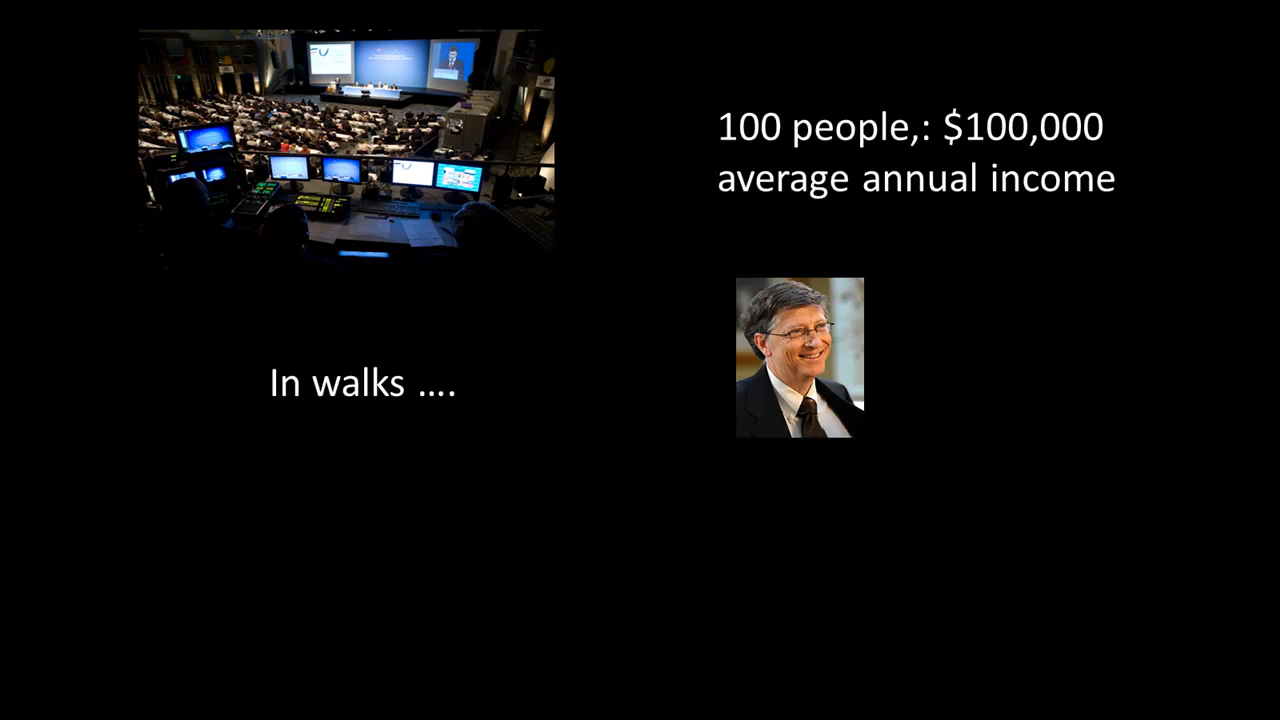 100 people,: $100,000
average annual income
In walks ....